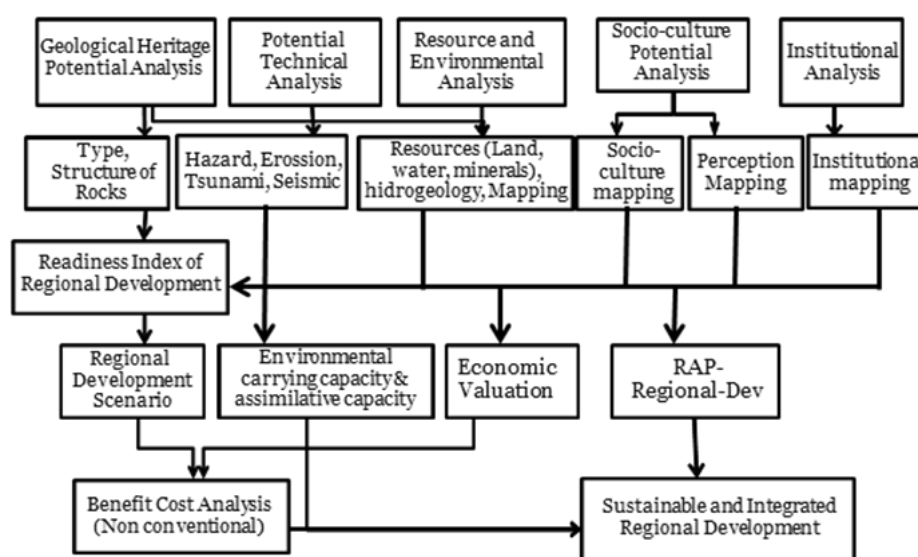 Geological Heritage
Potential Analysis
Potential
Technical
Analysis
Resource and
Environmental
Analysis
Socio-culture
Potential
Analysis
Institutional
Analysis
Type,
Structure of
Rocks
Hazard, Erossion,
Tsunami, Seismic
Resources (Land,
water, minerals),
hidrogeology, Mapping
Socio-
culture
mapping
Perception
Mapping
Institutional
mapping
Readiness Index of
Regional Development
Regional
Development
Scenario
Environmental
carrying capacity &
assimilative capacity
Economic
Valuation
RAP-
Regional-Dev
Benefit Cost Analysis
(Non conventional)
Sustainable and Integrated
Regional Development